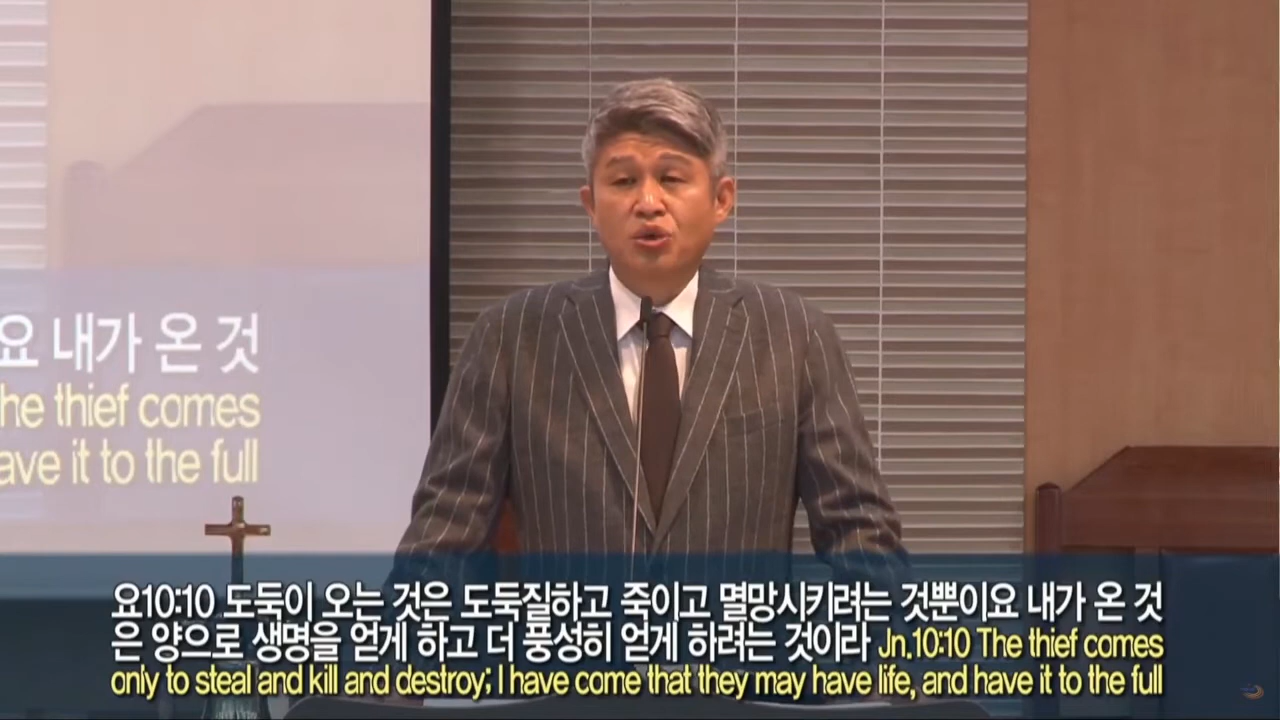 요 내가 온 것
he thief comes
ave it to the full
요10:10 도둑이 오는 것은 도둑질하고 죽이고 멸망시키려는 것뿐이요 내가 온 것
은 양으로 생명을 얻게 하고 더 풍성히 얻게 하려는 것이라 Jn.10:10 The thief comes
only to steal and kill and destroy; I have come that they may have life, and have it to the full